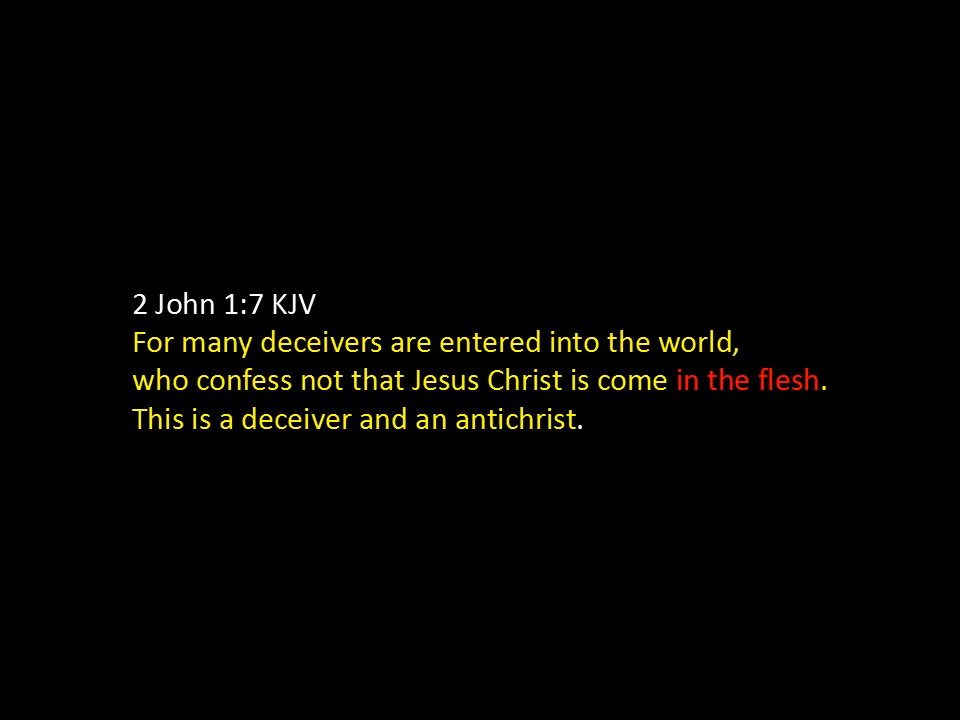 2 John 1:7 KJV
For many deceivers are entered into the world,
who confess not that Jesus Christ is come in the flesh.
This is a deceiver and an antichrist.